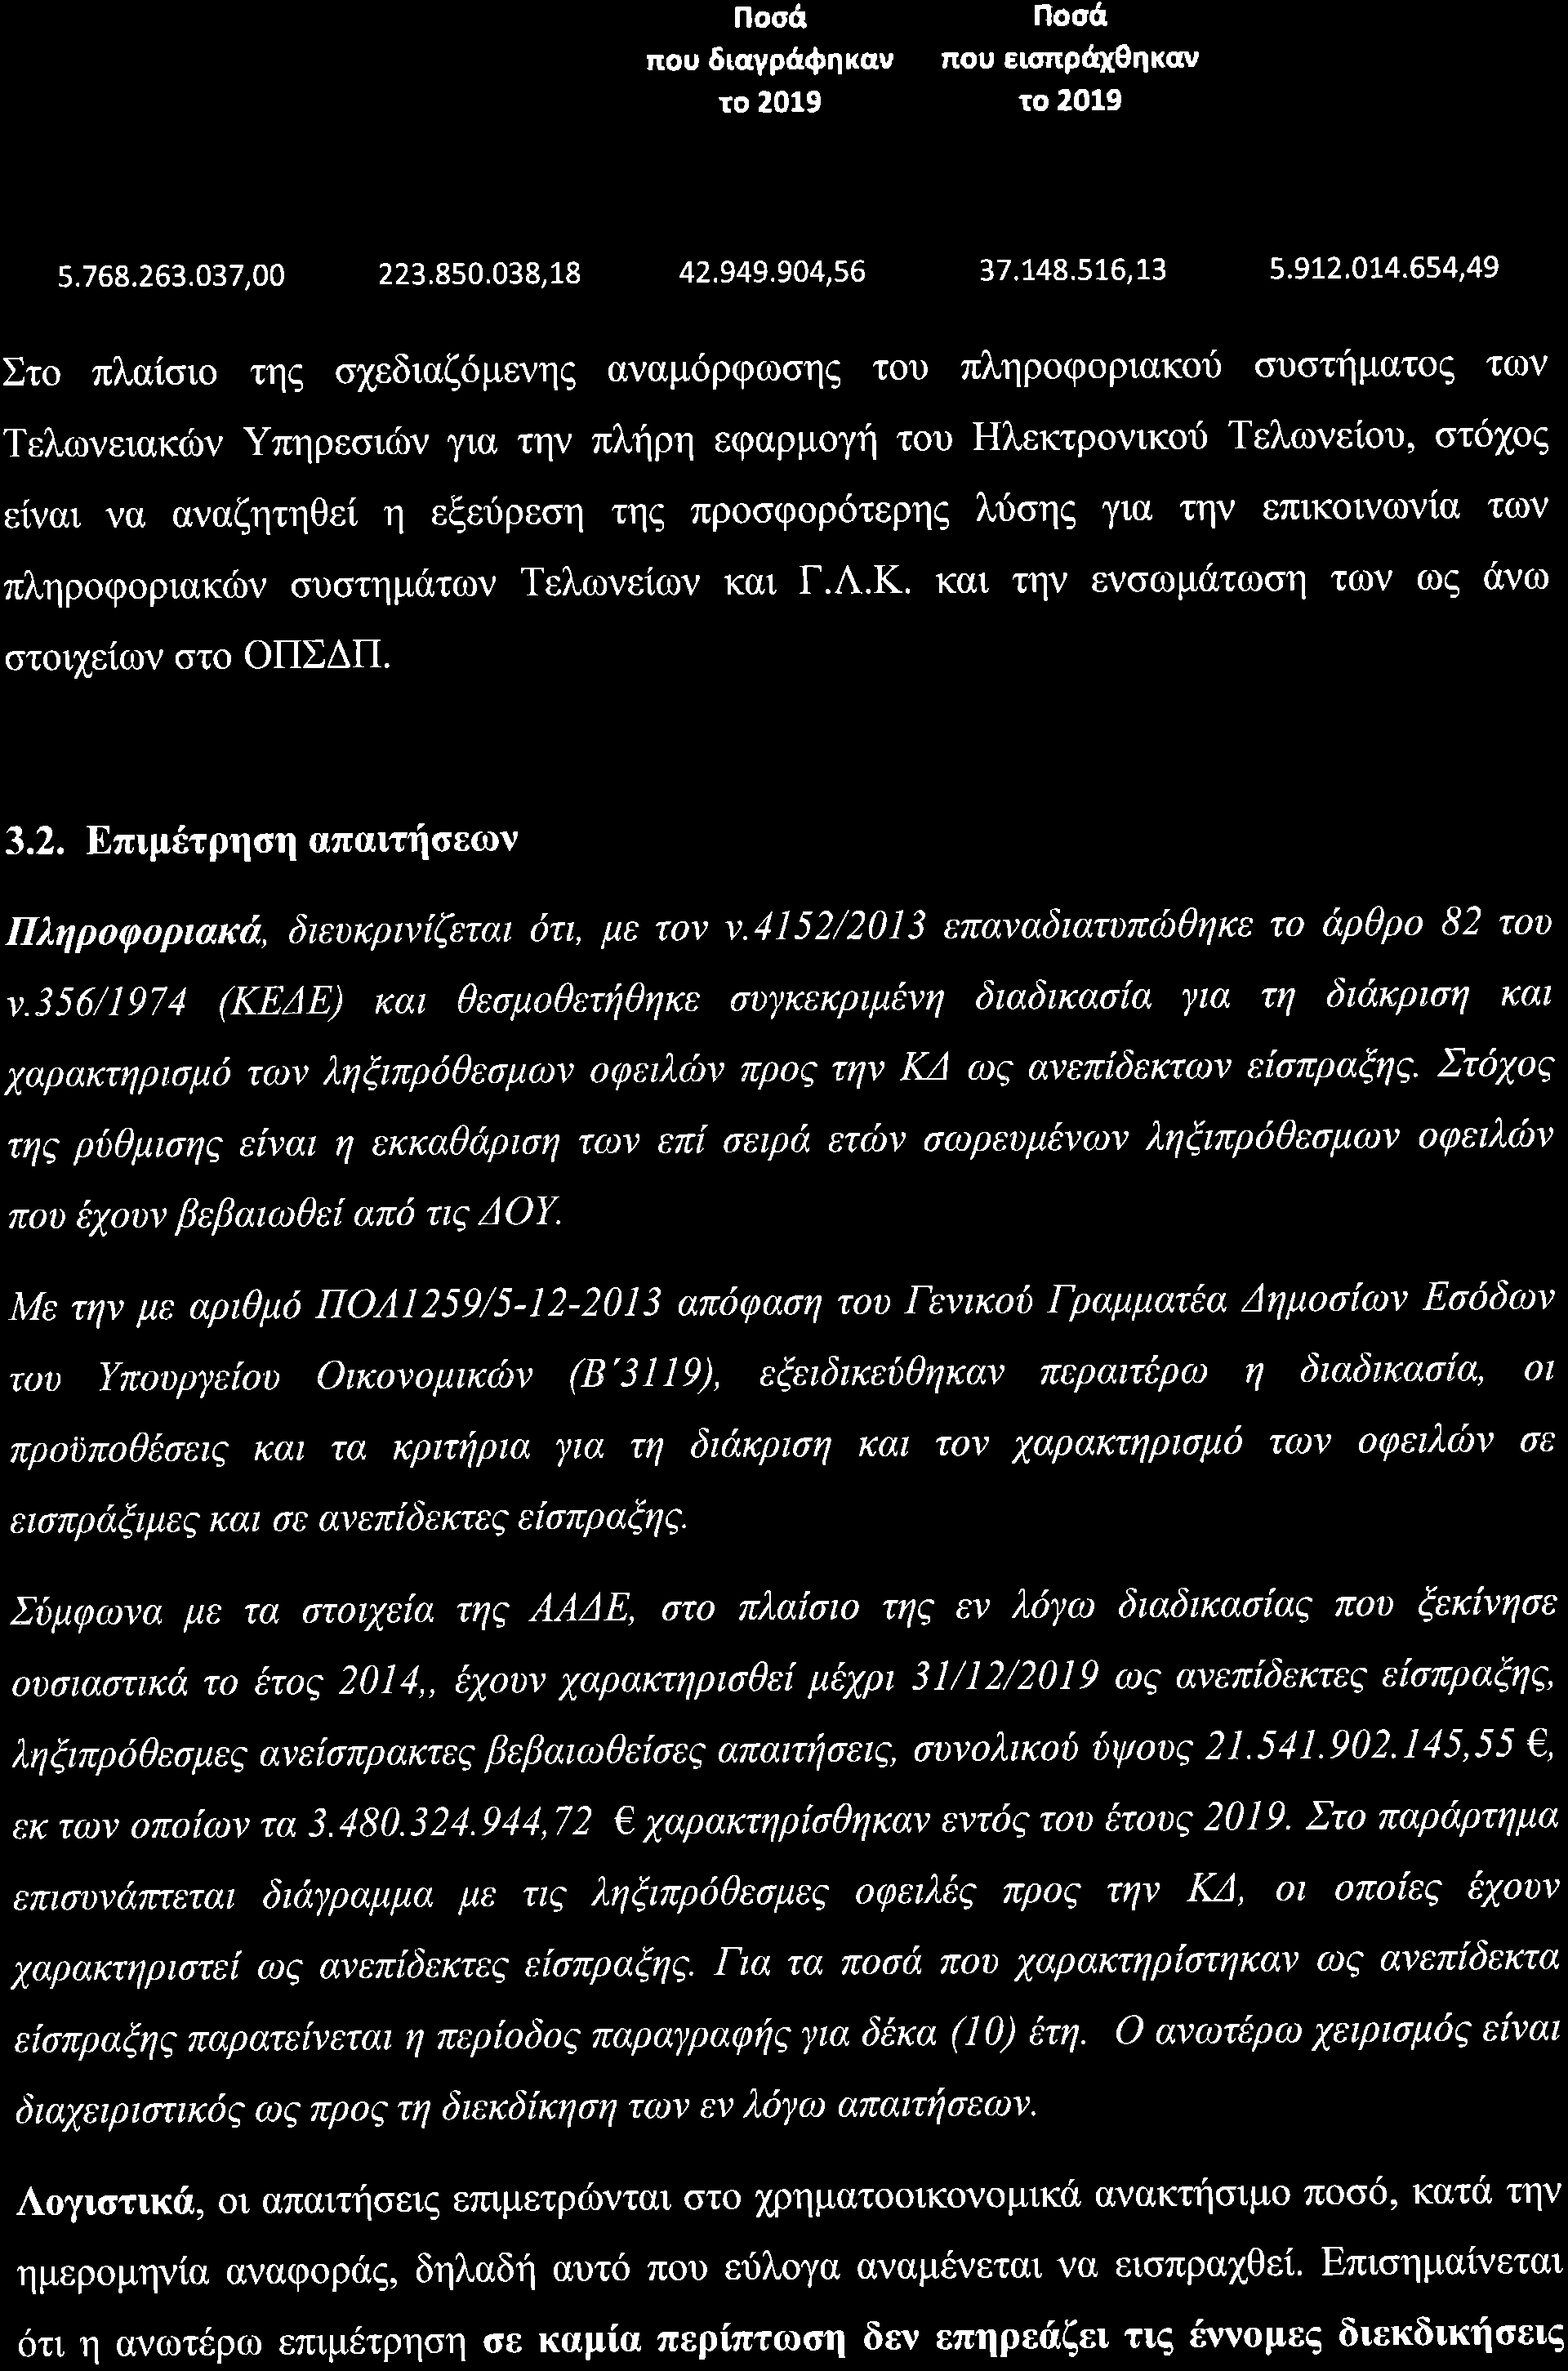 Ποσά Ποσά
που διαγράφηκαν που εισπράχθηκαν
το 2019 το 2019
5.768.263.037,00 223.850.038,18 42.949.904,56 37.148.516,13 5.912.014.654,49
Στο πλαίσιο της σχεδιαζόμενης αναμόρφωσης του πληροφοριακού συστήματος των
Τελωνειακών Υπηρεσιών για την πλήρη εφαρμογή του Ηλεκτρονικού Τελωνείου, στόχος
είναι να αναζητηθεί η εξεύρεση της προσφορότερης λύσης για την επικοινωνία των
πληροφοριακών συστημάτων Τελωνείων και Γ.Λ.Κ. και την ενσωμάτωση των ως άνω
στοιχείων στο ΟΠΣΔΠ.
3.2. Επιμέτρηση απαιτήσεων
Πληροφοριακά, διευκρινίζεται ότι, με τον ν.4152/2013 επαναδιατυπώθηκε το άρθρο 82 του
ν.356/1974 (ΚΕΔΕ) και θεσμοθετήθηκε συγκεκριμένη διαδικασία για τη διάκριση και
χαρακτηρισμό των ληξιπρόθεσμων οφειλών προς την ΚΔ ως ανεπίδεκτων είσπραξης. Στόχος
της ρύθμισης είναι η εκκαθάριση των επί σειρά ετών σωρευμένων ληξιπρόθεσμων οφειλών
που έχουν βεβαιωθεί από τις ΔΟΥ.
Με την με αριθμό ΠΟΛ1259/5-12-2013 απόφαση του Γενικού Γραμματέα Δημοσίων Εσόδων
του Υπουργείου Οικονομικών (Β'3119), εξειδικεύθηκαν περαιτέρω η διαδικασία, οι
προϋποθέσεις και τα κριτήρια για τη διάκριση και τον χαρακτηρισμό των οφειλών σε
εισπράξιμες και σε ανεπίδεκτες είσπραξης.
Σύμφωνα με τα στοιχεία της ΑΑΔΕ, στο πλαίσιο της εν λόγω διαδικασίας που ξεκίνησε
ουσιαστικά το έτος 2014,, έχουν χαρακτηρισθεί μέχρι 31/12/2019 ως ανεπίδεκτες είσπραξης,
ληξιπρόθεσμες ανείσπρακτες βεβαιωθείσες απαιτήσεις, συνολικού ύψους 21.541.902.145,55 €,
εκ των οποίων τα 3.480.324.944,72 € χαρακτηρίσθηκαν εντός του έτους 2019. Στο παράρτημα
επισυνάπτεται διάγραμμα με τις ληξιπρόθεσμες οφειλές προς την ΚΔ, οι οποίες έχουν
χαρακτηριστεί ως ανεπίδεκτες είσπραξης. Για τα ποσά που χαρακτηρίστηκαν ως ανεπίδεκτα
είσπραξης παρατείνεται η περίοδος παραγραφής για δέκα (10) έτη. Ο ανωτέρω χειρισμός είναι
διαχειριστικός ως προς τη διεκδίκηση των εν λόγω απαιτήσεων.
Λογιστικά, οι απαιτήσεις επιμετρώνται στο χρηματοοικονομικά ανακτήσιμο ποσό, κατά την
ημερομηνία αναφοράς, δηλαδή αυτό που εύλογα αναμένεται να εισπραχθεί. Επισημαίνεται
ότι η ανωτέρω επιμέτρηση σε καμία περίπτωση δεν επηρεάζει τις έννομες διεκδικήσεις